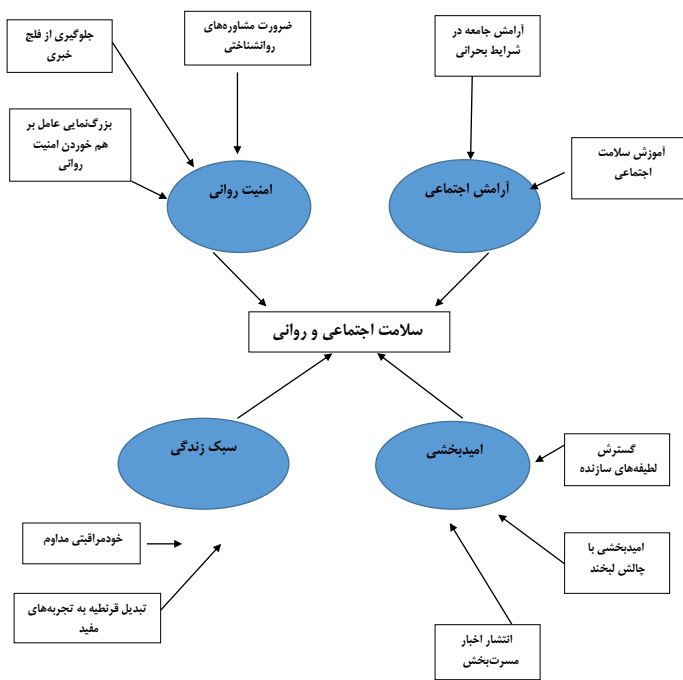 آرامش جامعه در
شرایط بحرانی
ضرورت مشاوره‌های
روانشناختی
جلوگیری از فلج
خبری
بزرگ‌نمایی عامل بر
هم خوردن امنیت
روانی
آموزش سلامت
اجتماعی
آرامش اجتماعی
امنیت روانی
سلامت اجتماعی و روانی
امیدبخشی
سبک زندگی
گسترش
لطیفه‌های سازنده
خودمراقبتی مداوم
امیدبخشی با
چالش لبخند
تبدیل قرنطیه به تجربه‌های
مفید
انتشار اخبار
مسرت‌بخش